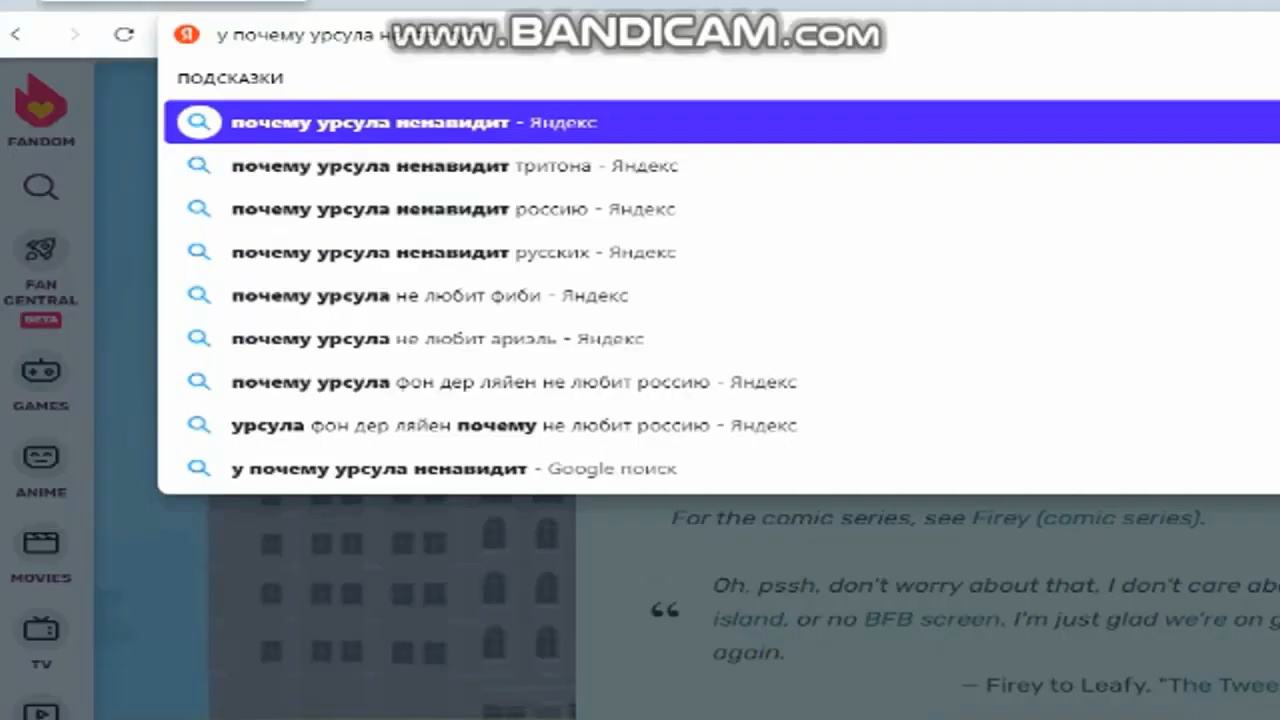 у почему урсула
www.BANDICAM.com
ПОДСКАЗКИ
почему урсула ненавидит - Яндекс
почему урсула ненавидит тритона - Яндекс
почему урсула ненавидит россию - Яндекс
почему урсула ненавидит русских - Яндекс
почему урсула не любит фиби - Яндекс
почему урсула не любит ариэль - Яндекс
почему урсула фон дер ляйен не любит россию - Яндекс
урсула фон дер ляйен почему не любит россию - Яндекс
у почему урсула ненавидит - Google поиск
FANDOM
FAN
CENTRAL
BETA
GAMES
ANIME
MOVIES
TV
For the comic series, see Firey (comic series).
Oh, pssh, don't worry about that. I don't care
island, or no BFB screen. I'm just glad we're on
again.
— Firey to Leafy, "The